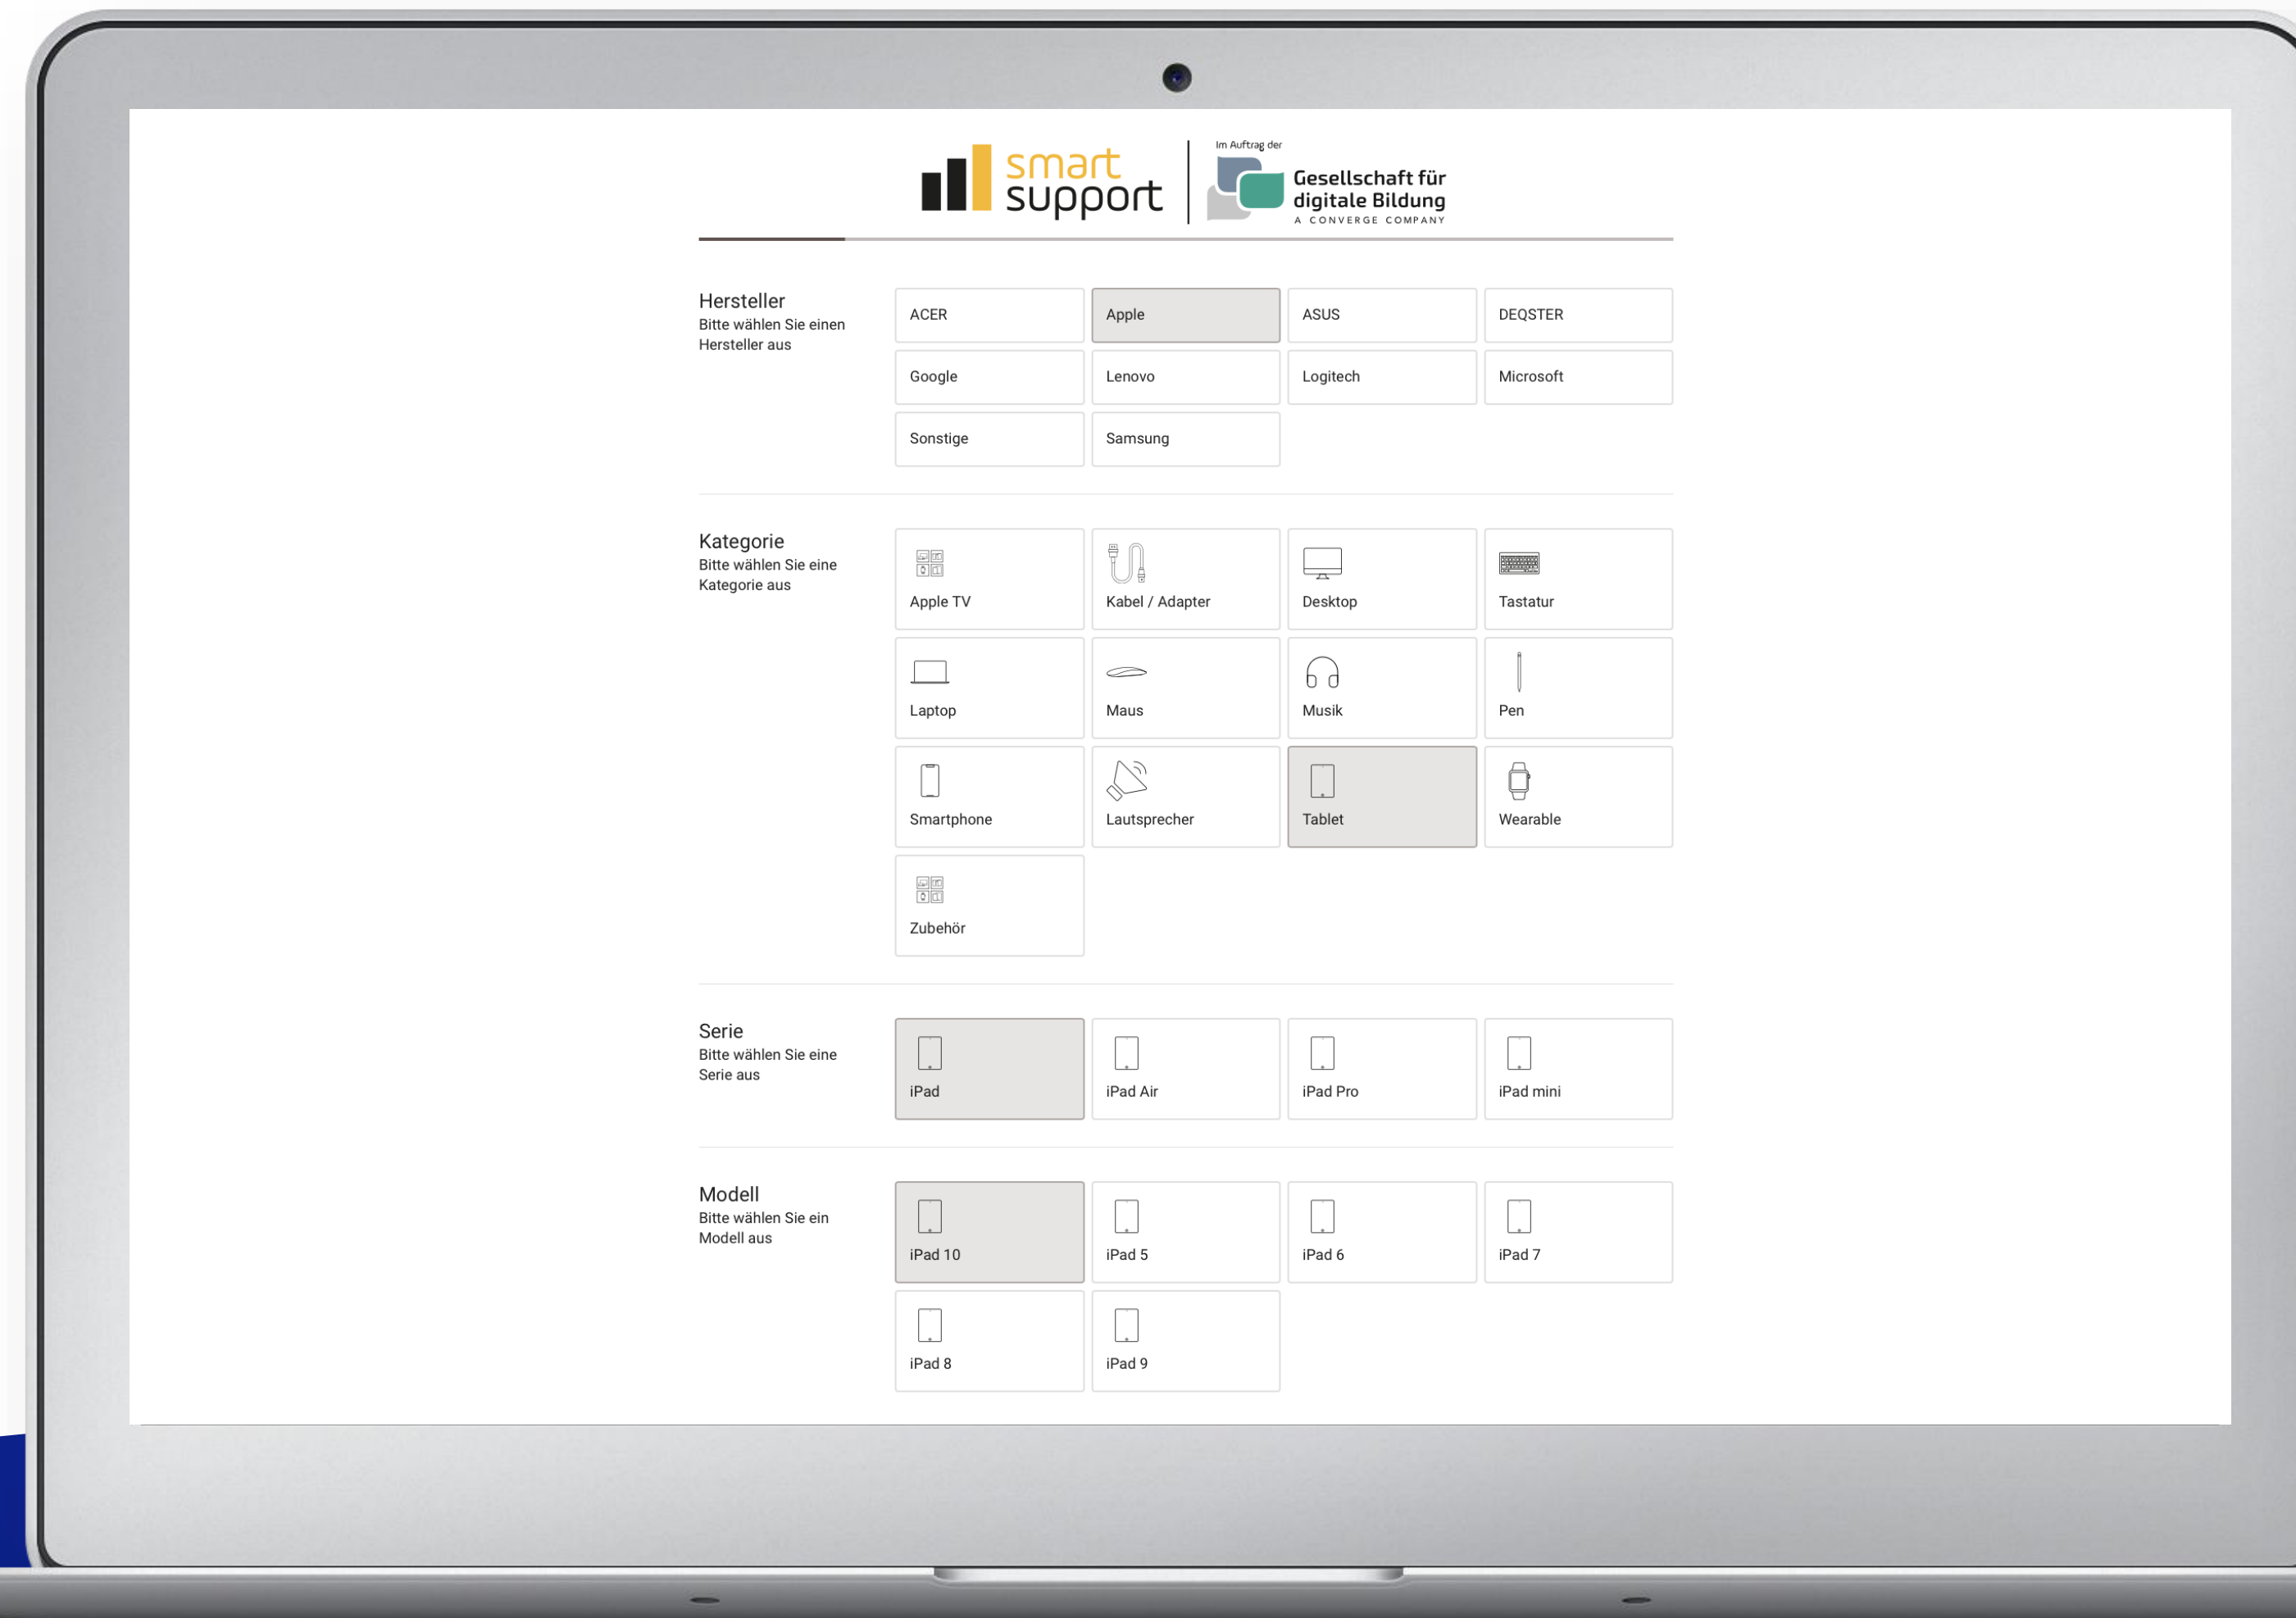 smart
support
Im Auftrag der
Gesellschaft für
digitale Bildung
A CONVERGE COMPANY
Hersteller
Bitte wählen Sie einen
Hersteller aus
ACER
Apple
ASUS
DEQSTER
Google
Lenovo
Logitech
Microsoft
Sonstige
Samsung
Kategorie
Bitte wählen Sie eine
Kategorie aus
Apple TV
Kabel / Adapter
Desktop
Tastatur
Laptop
Maus
Musik
Pen
Smartphone
Lautsprecher
Tablet
Wearable
Zubehör
Serie
Bitte wählen Sie eine
Serie aus
iPad
iPad Air
iPad Pro
iPad mini
Modell
Bitte wählen Sie ein
Modell aus
iPad 10
iPad 5
iPad 6
iPad 7
iPad 8
iPad 9